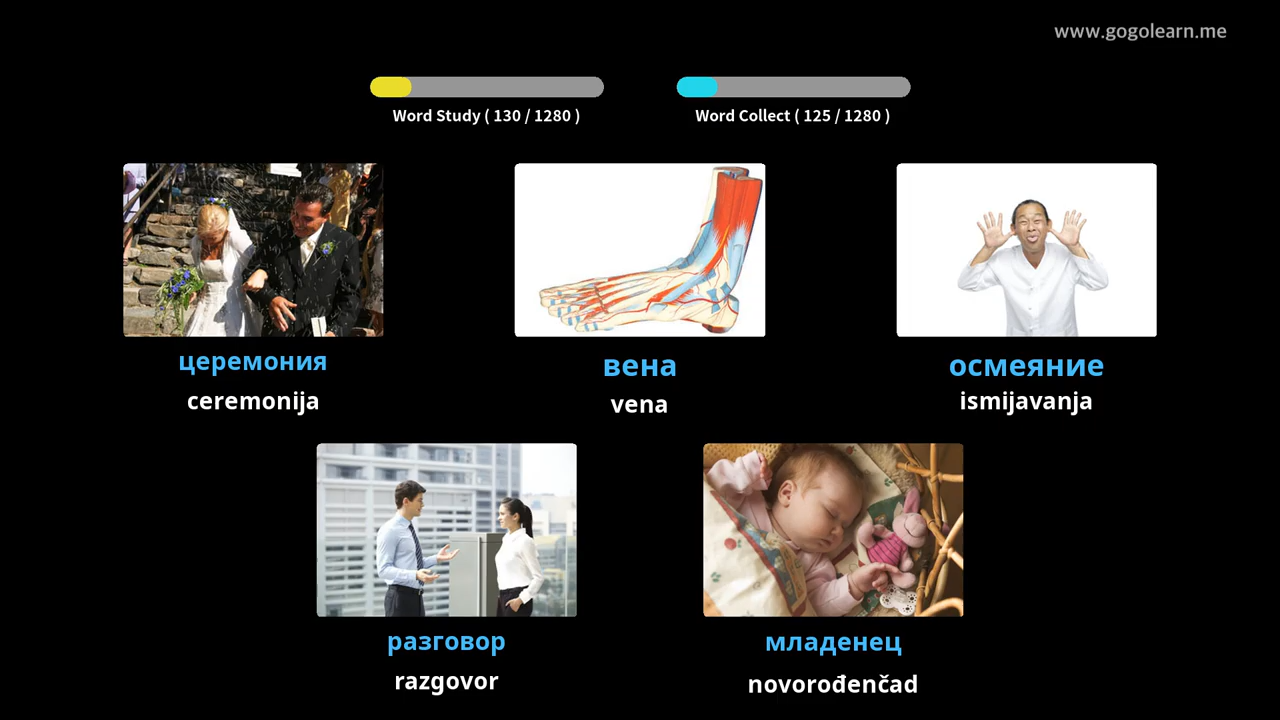 www.gogolearn.me
Word Study ( 130 / 1280 )
Word Collect ( 125 / 1280 )
церемония
ceremonija
вена
vena
осмеяние
ismijavanja
разговор
razgovor
младенец
novorođenčad